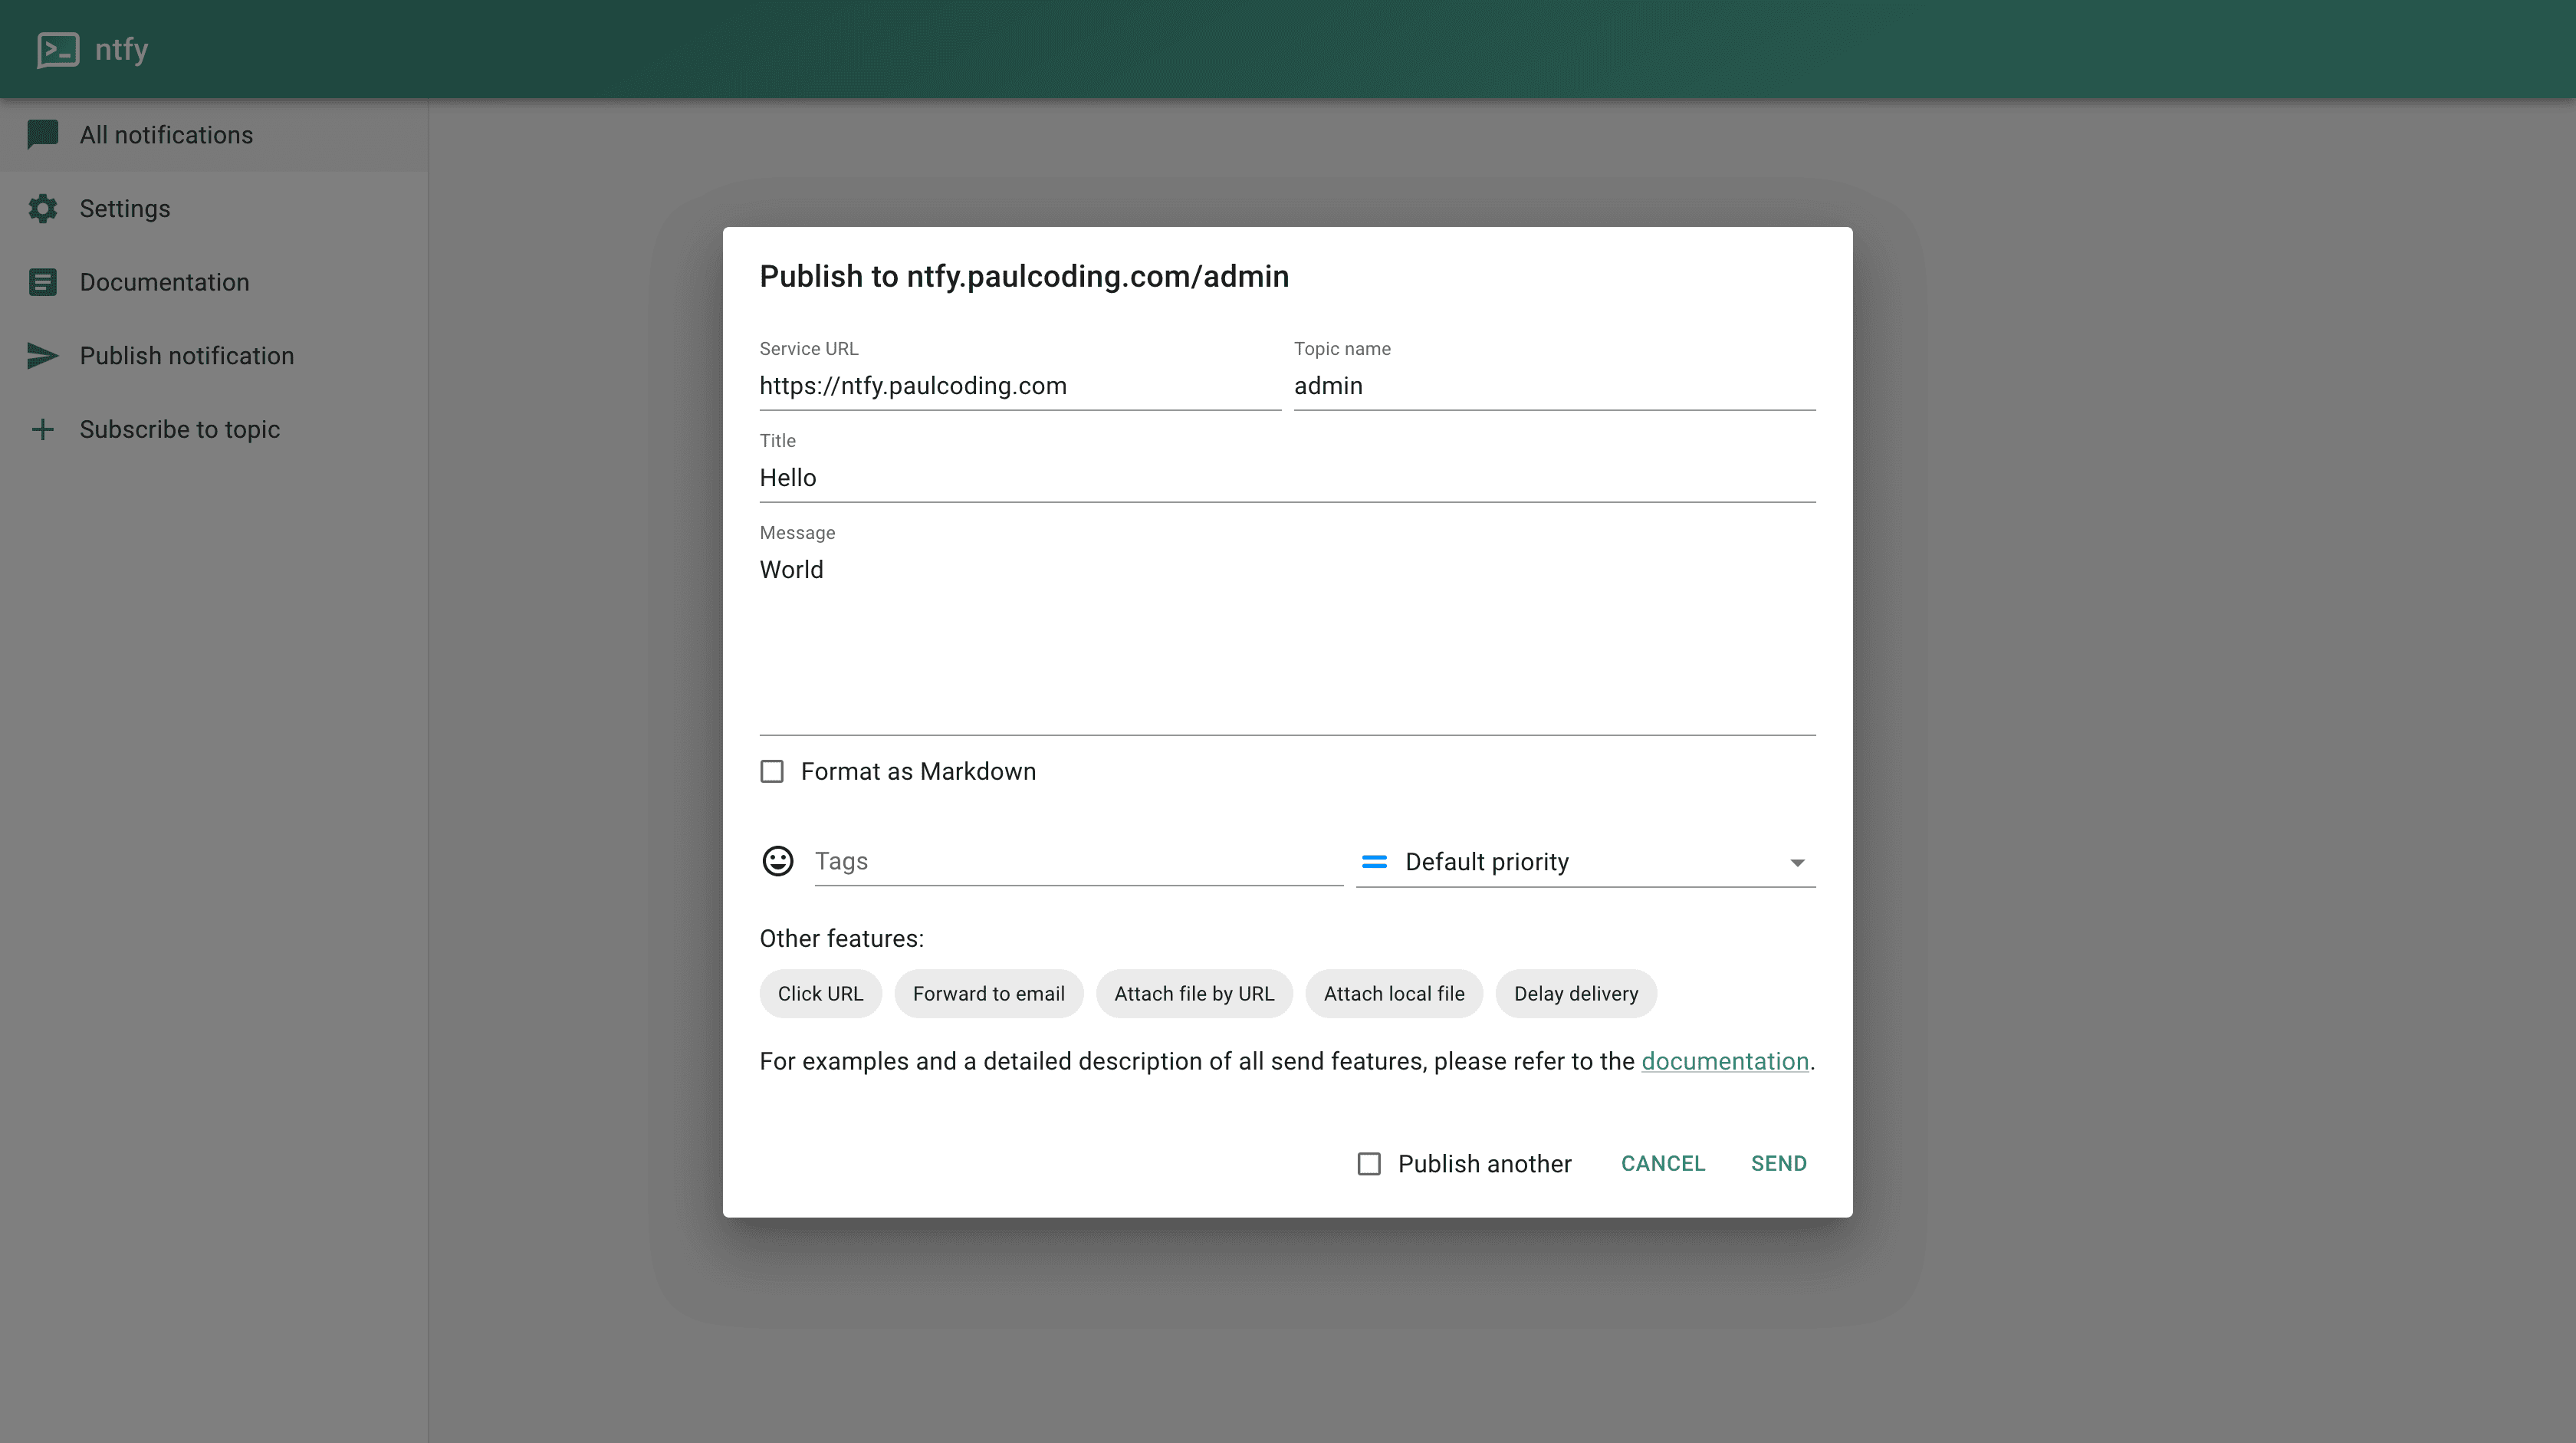 ntfy
All notifications
Settings
Documentation
Publish notification
Subscribe to topic
Publish to ntfy.paulcoding.com/admin
Service URL
https://ntfy.paulcoding.com
Topic name
admin
Title
Hello
Message
World
Format as Markdown
Tags
Default priority
Other features:
Click URL
Forward to email
Attach file by URL
Attach local file
Delay delivery
For examples and a detailed description of all send features, please refer to the documentation.
Publish another
CANCEL
SEND